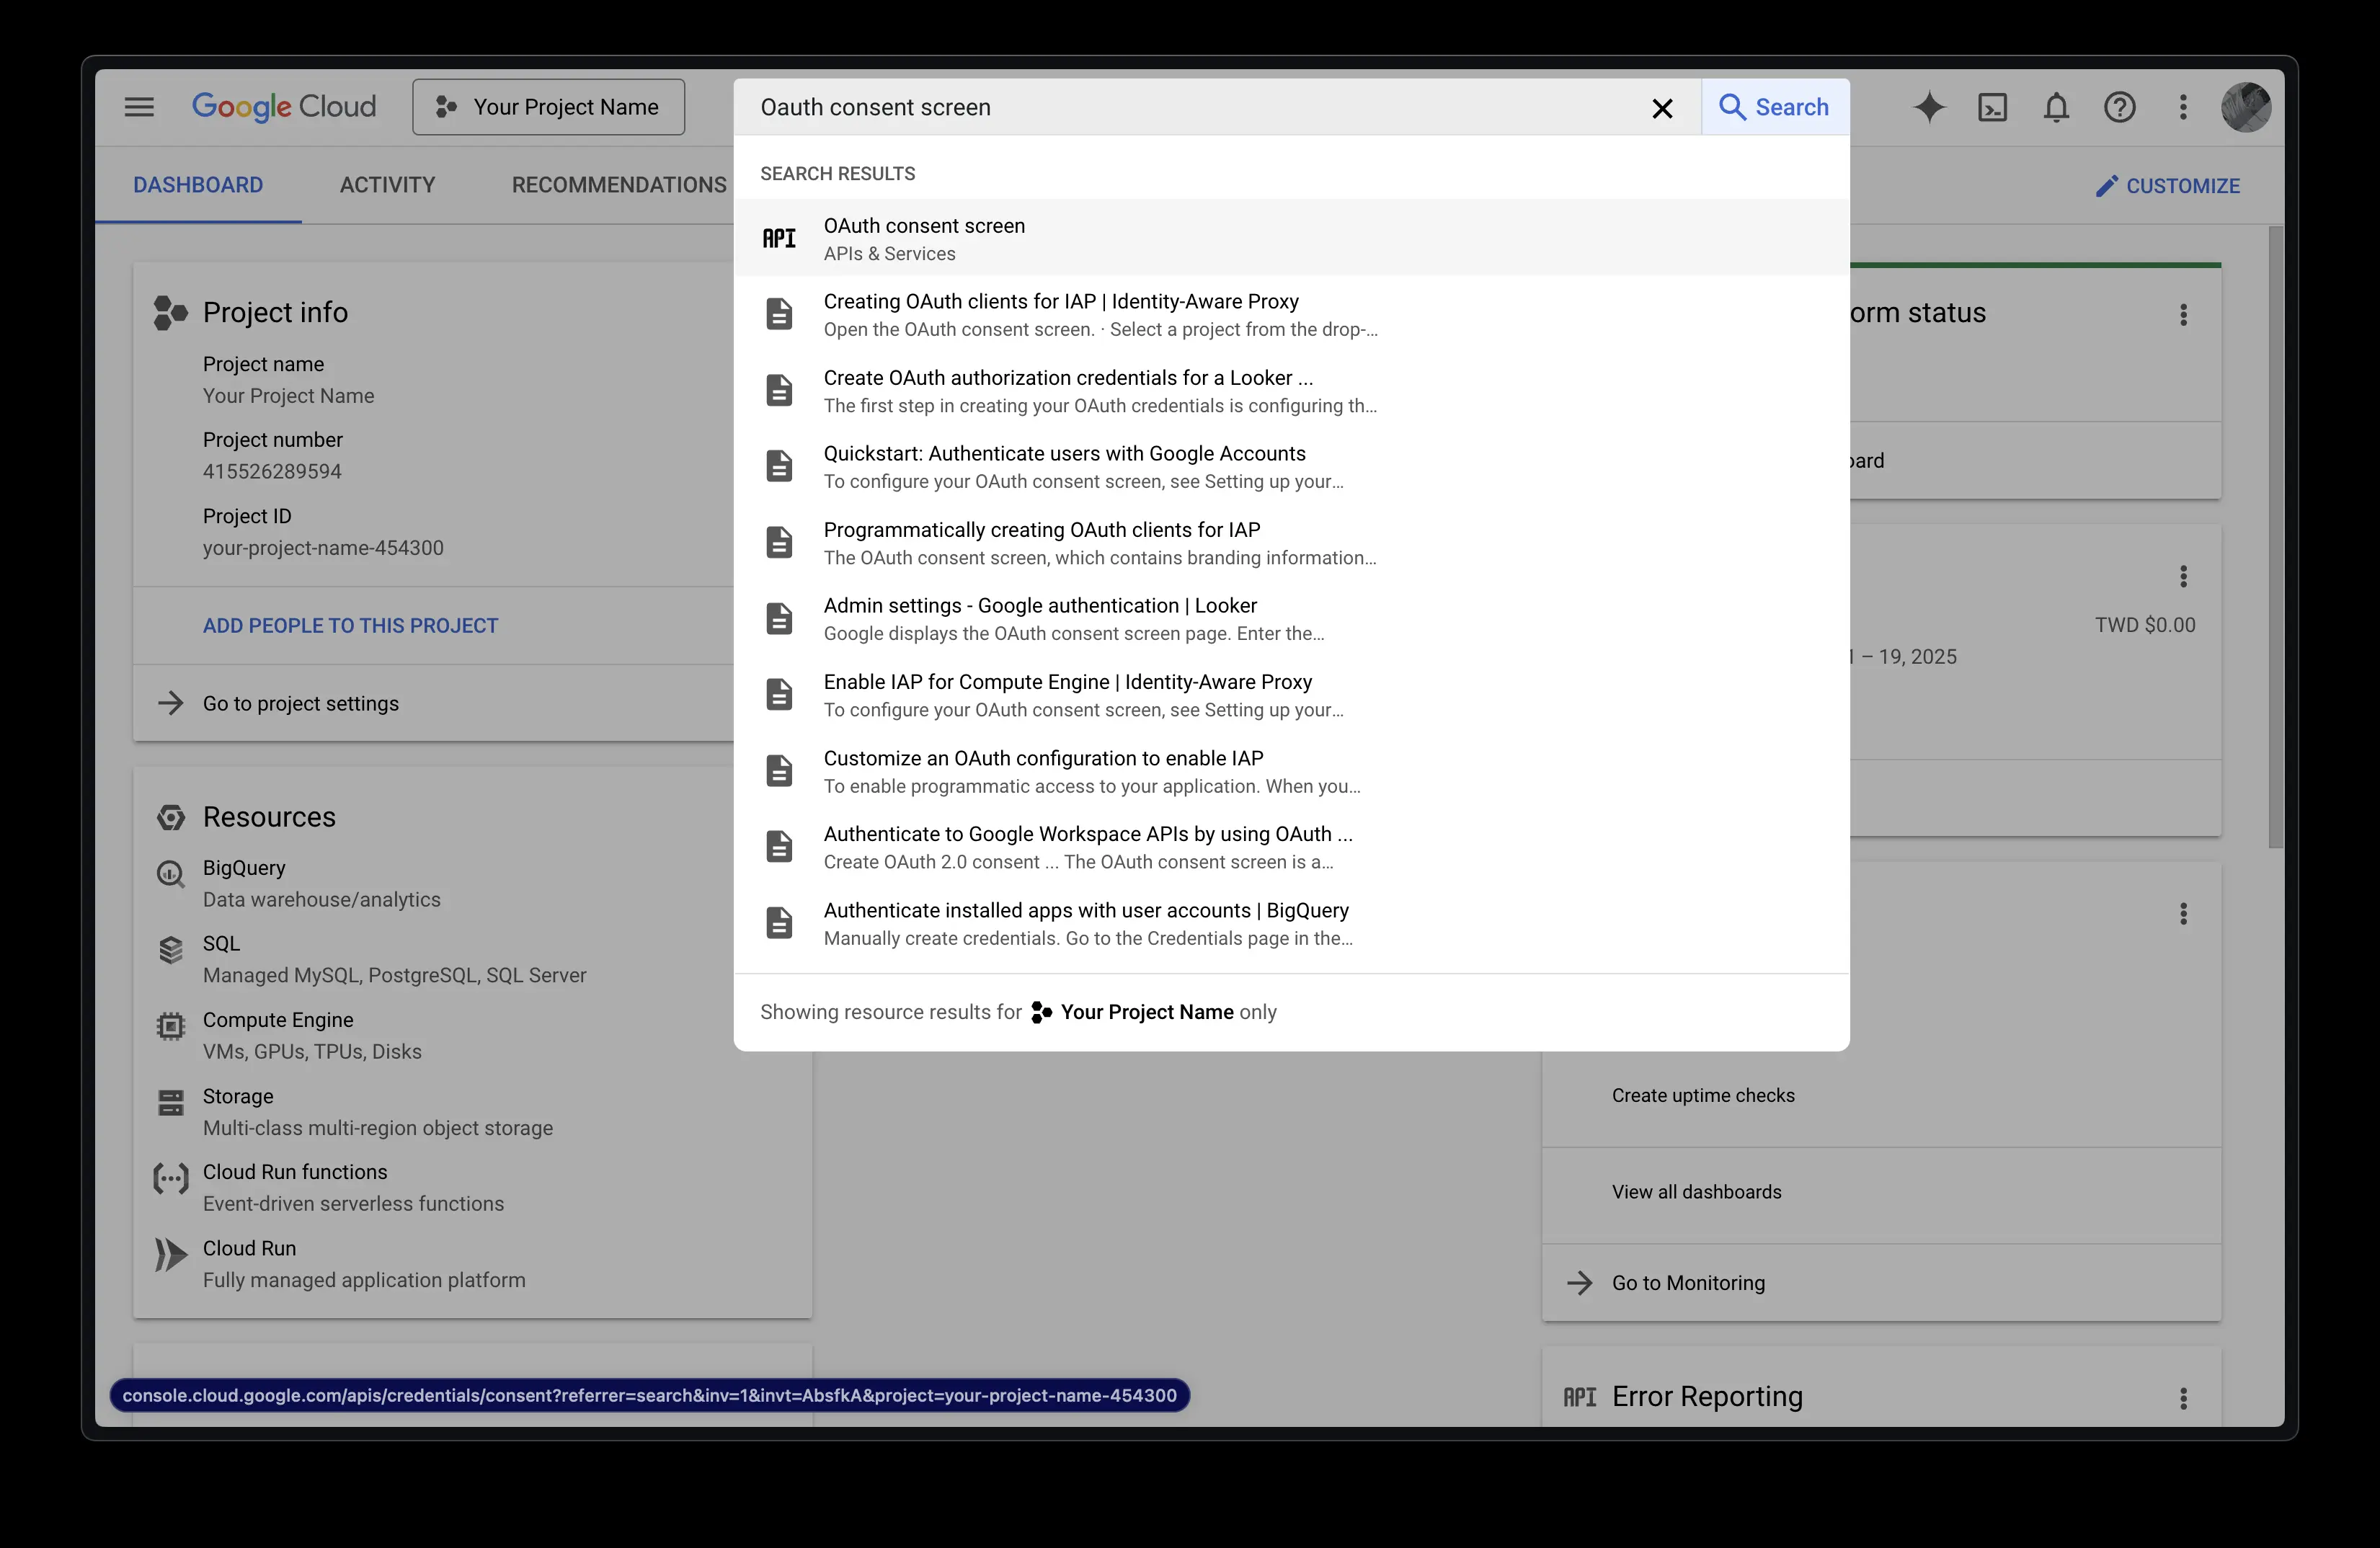 Google Cloud
Your Project Name
Oauth consent screen
Search
DASHBOARD
ACTIVITY
RECOMMENDATIONS
CUSTOMIZE
SEARCH RESULTS
API
OAuth consent screen
APIs & Services
Creating OAuth clients for IAP | Identity-Aware Proxy
Open the OAuth consent screen. · Select a project from the drop-...
Create OAuth authorization credentials for a Looker ...
The first step in creating your OAuth credentials is configuring th...
Quickstart: Authenticate users with Google Accounts
To configure your OAuth consent screen, see Setting up your...
Programmatically creating OAuth clients for IAP
The OAuth consent screen, which contains branding information...
Admin settings - Google authentication | Looker
Google displays the OAuth consent screen page. Enter the...
Enable IAP for Compute Engine | Identity-Aware Proxy
To configure your OAuth consent screen, see Setting up your...
Customize an OAuth configuration to enable IAP
To enable programmatic access to your application. When you...
Authenticate to Google Workspace APIs by using OAuth ...
Create OAuth 2.0 consent ... The OAuth consent screen is a...
Authenticate installed apps with user accounts | BigQuery
Manually create credentials. Go to the Credentials page in the...
Showing resource results for Your Project Name only
Project info
Project name
Your Project Name
Project number
415526289594
Project ID
your-project-name-454300
ADD PEOPLE TO THIS PROJECT
Go to project settings
Resources
BigQuery
Data warehouse/analytics
SQL
Managed MySQL, PostgreSQL, SQL Server
Compute Engine
VMs, GPUs, TPUs, Disks
Storage
Multi-class multi-region object storage
Cloud Run functions
Event-driven serverless functions
Cloud Run
Fully managed application platform
orm status
oard
TWD $0.00
– 19, 2025
Create uptime checks
View all dashboards
Go to Monitoring
API
Error Reporting
console.cloud.google.com/apis/credentials/consent?referrer=search&inv=1&invt=AbsfkA&project=your-project-name-454300